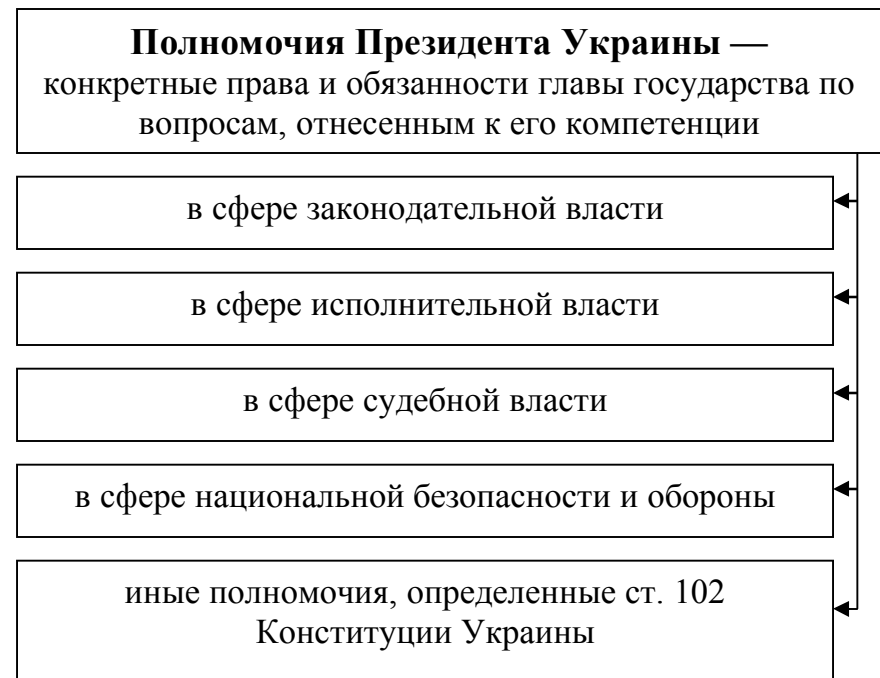 Полномочия Президента Украины —
конкретные права и обязанности главы государства по
вопросам, отнесенным к его компетенции
в сфере законодательной власти
в сфере исполнительной власти
в сфере судебной власти
в сфере национальной безопасности и обороны
иные полномочия, определенные ст. 102
Конституции Украины